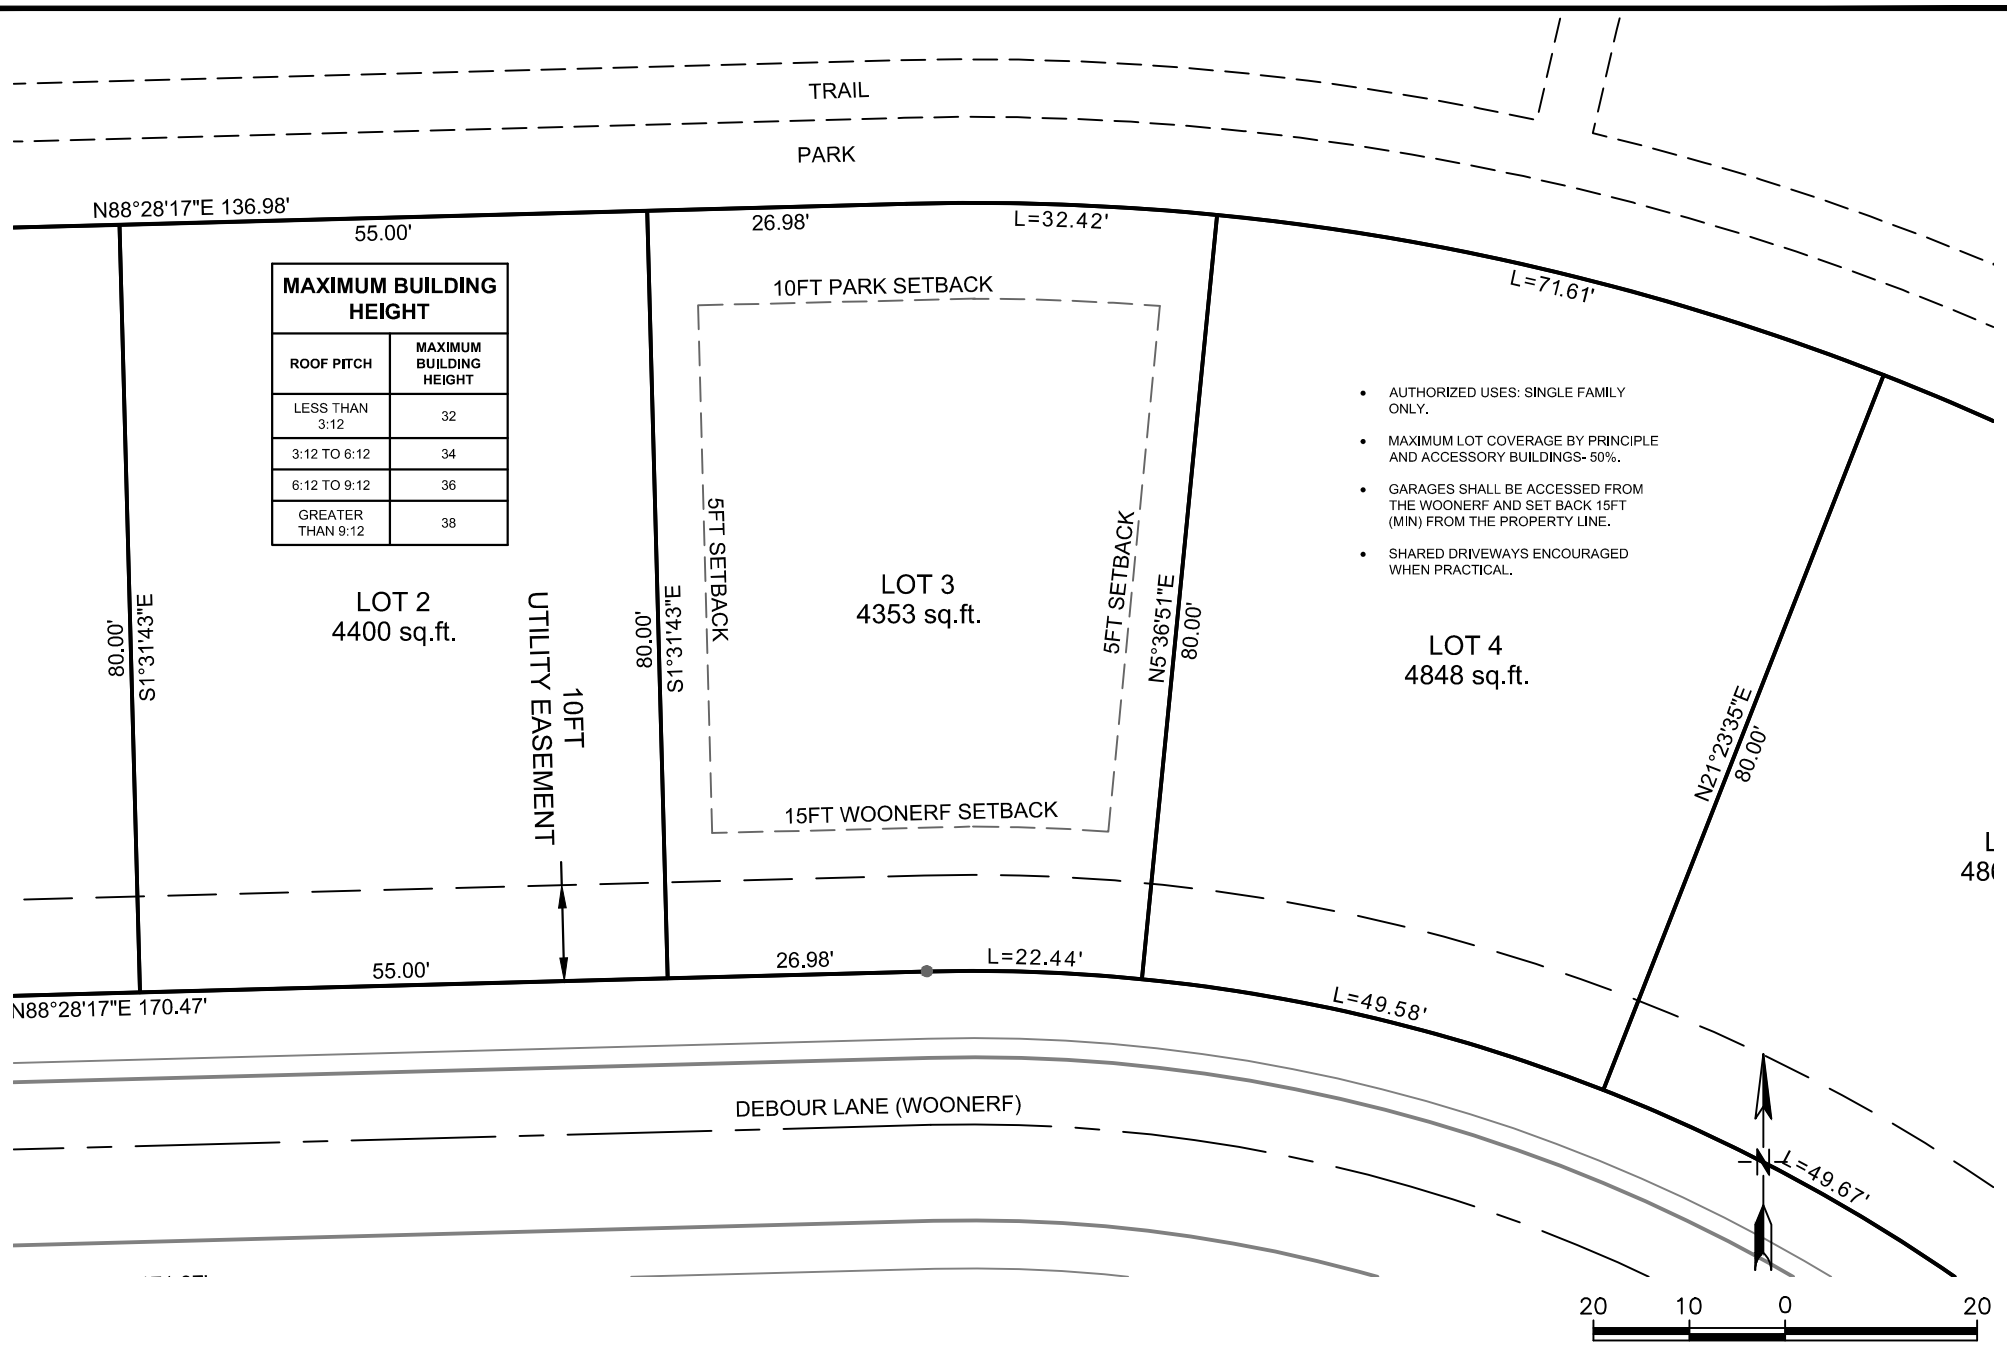 TRAIL
PARK
N88°28'17"E 136.98'
55.00'
26.98'
L=32.42'
L=71.61'
MAXIMUM BUILDING
HEIGHT
ROOF PITCH
MAXIMUM
BUILDING
HEIGHT
LESS THAN
3:12
32
3:12 TO 6:12
34
6:12 TO 9:12
36
GREATER
THAN 9:12
38
10FT PARK SETBACK
5FT SETBACK
5FT SETBACK
15FT WOONERF SETBACK
• AUTHORIZED USES: SINGLE FAMILY
ONLY.
• MAXIMUM LOT COVERAGE BY PRINCIPLE
AND ACCESSORY BUILDINGS- 50%.
• GARAGES SHALL BE ACCESSED FROM
THE WOONERF AND SET BACK 15FT
(MIN) FROM THE PROPERTY LINE.
• SHARED DRIVEWAYS ENCOURAGED
WHEN PRACTICAL.
80.00'
S1°31'43"E
LOT 2
4400 sq.ft.
10FT
UTILITY EASEMENT
80.00'
S1°31'43"E
LOT 3
4353 sq.ft.
N5°36'51"E
80.00'
LOT 4
4848 sq.ft.
N21°23'35"E
80.00'
L
486
55.00'
26.98'
L=22.44'
L=49.58'
N88°28'17"E 170.47'
DEBOUR LANE (WOONERF)
N
L=49.67'
20 10 0 20